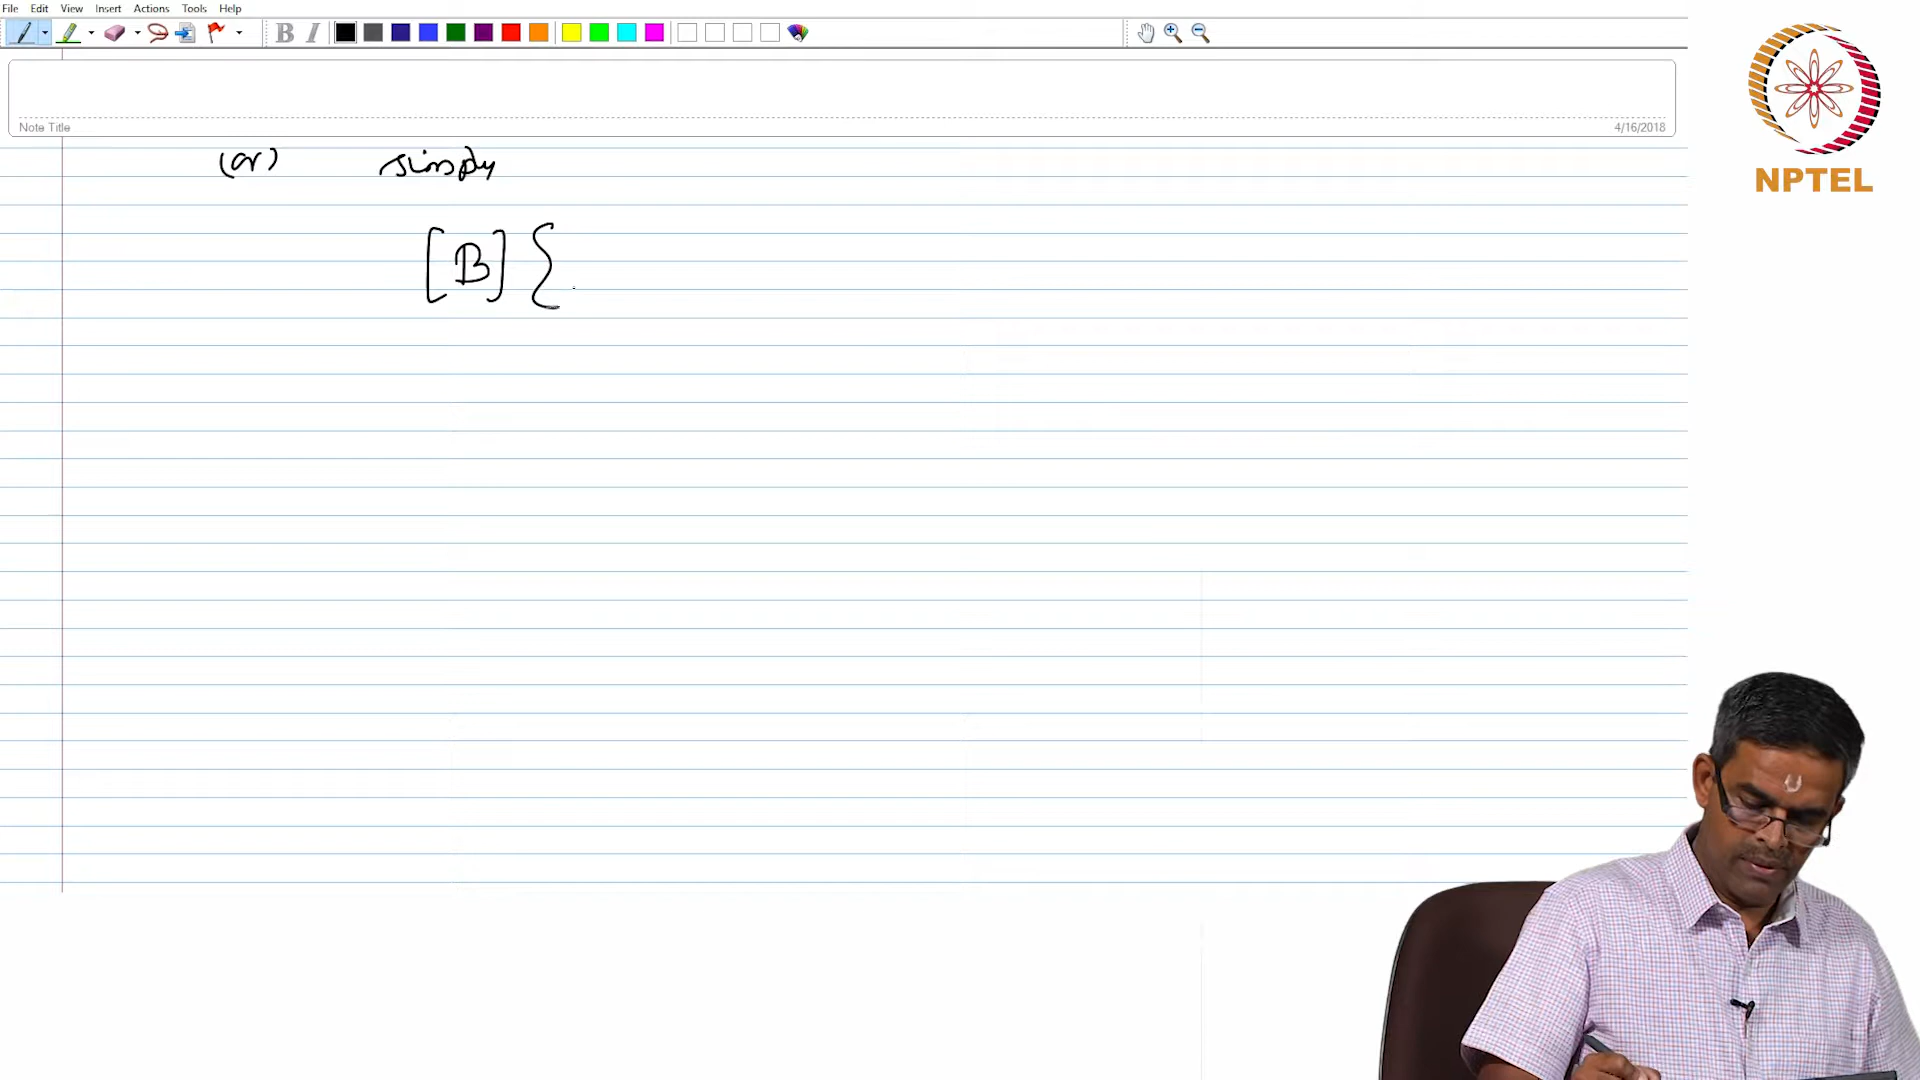 File Edit View Insert Actions Tools Help
B I
NPTEL
Note Title 4/16/2018
(or) simply
[B] {